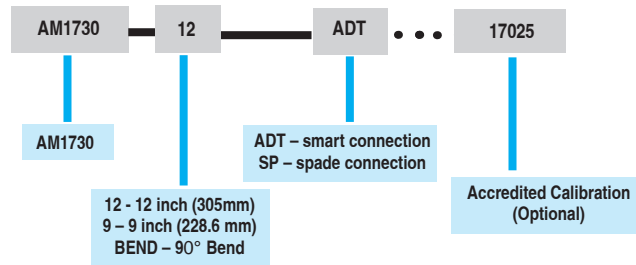 AM1730 12 ADT 17025
AM1730
12 - 12 inch (305mm)
9 – 9 inch (228.6 mm)
BEND – 90° Bend
ADT – smart connection
SP – spade connection
Accredited Calibration
(Optional)